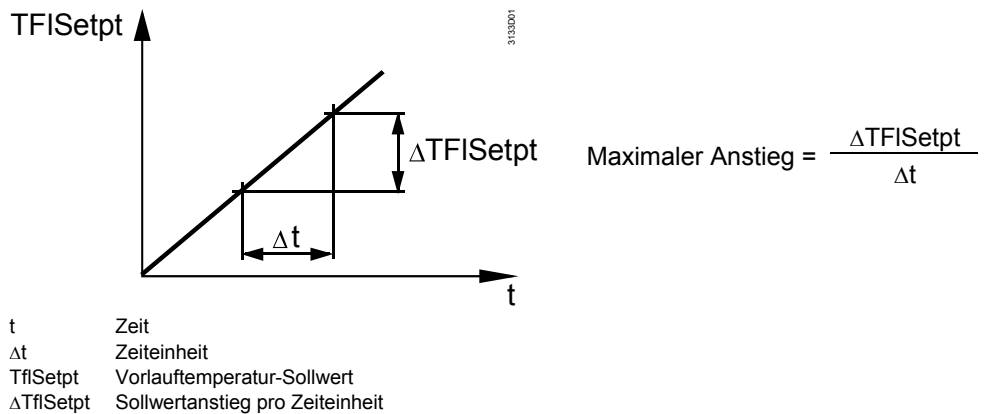 TFlSetpt
3133D01
ΔTFlSetpt
Maximaler Anstieg = ΔTFlSetpt / Δt
Δt
t
t Zeit
Δt Zeiteinheit
TflSetpt Vorlauftemperatur-Sollwert
ΔTflSetpt Sollwertanstieg pro Zeiteinheit